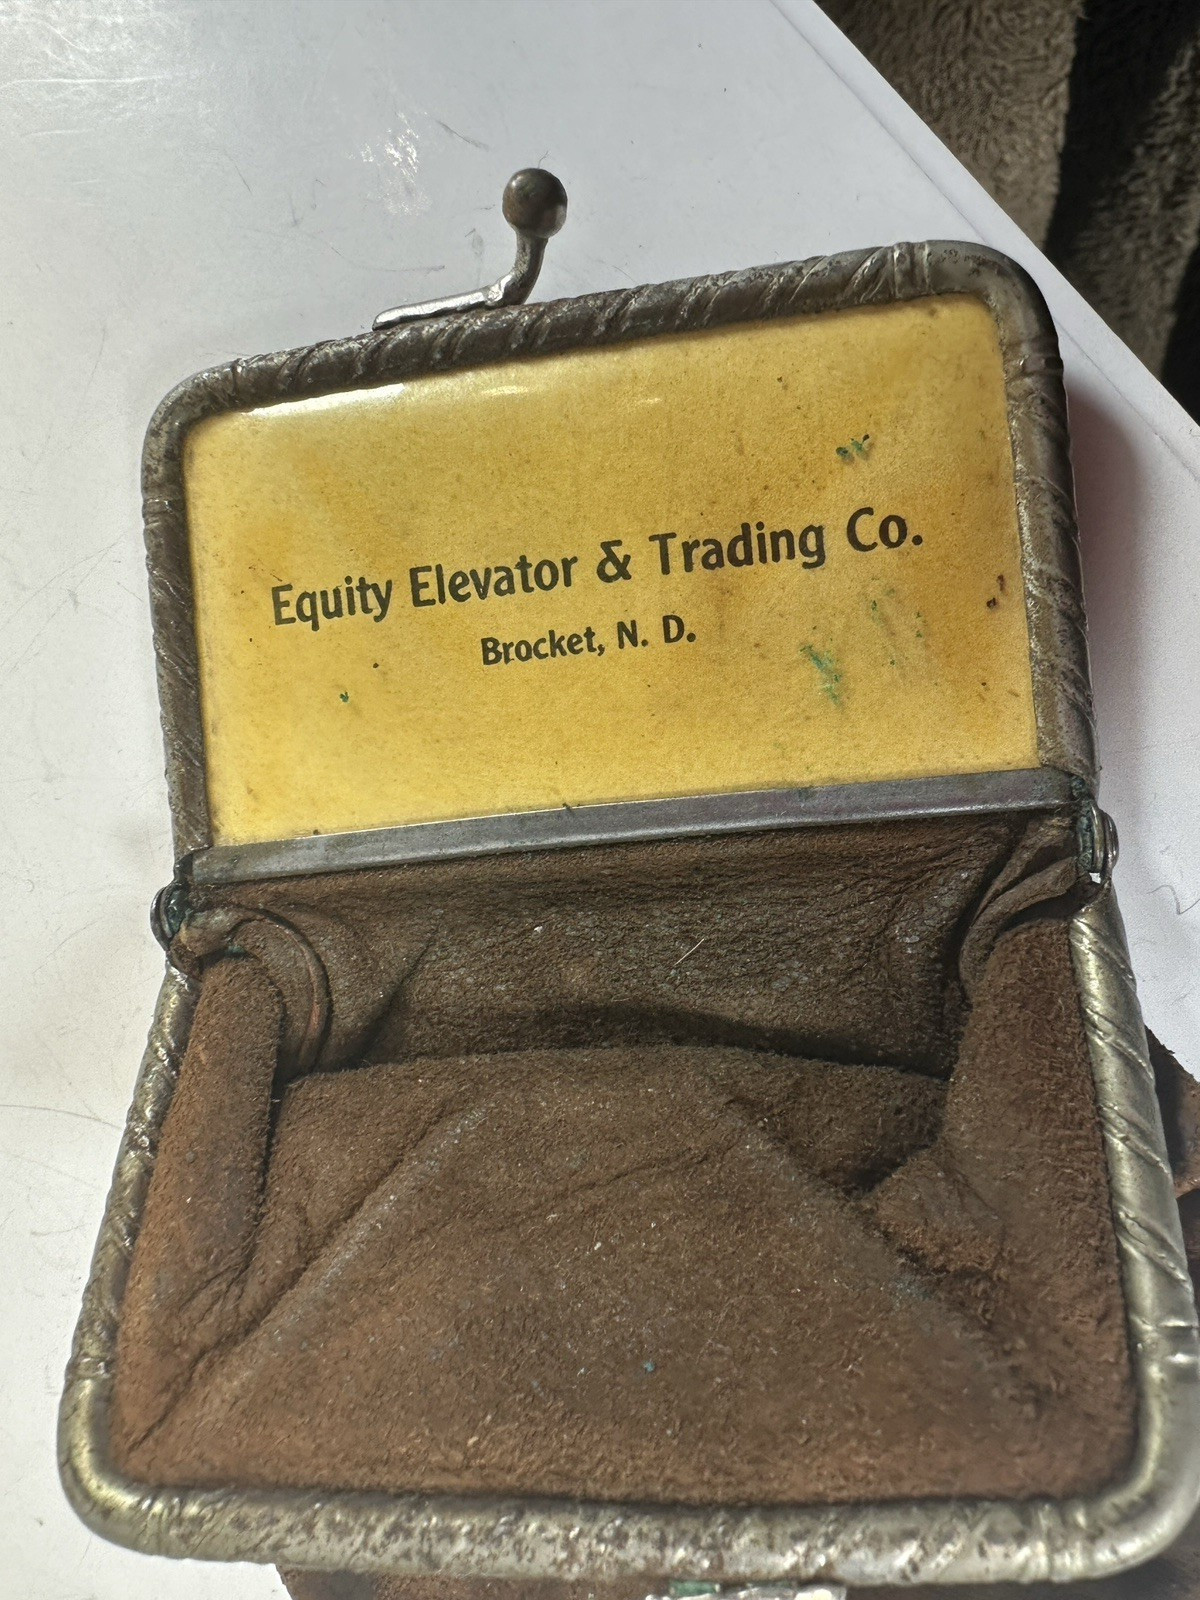 Equity Elevator & Trading Co.
Brocket, N. D.